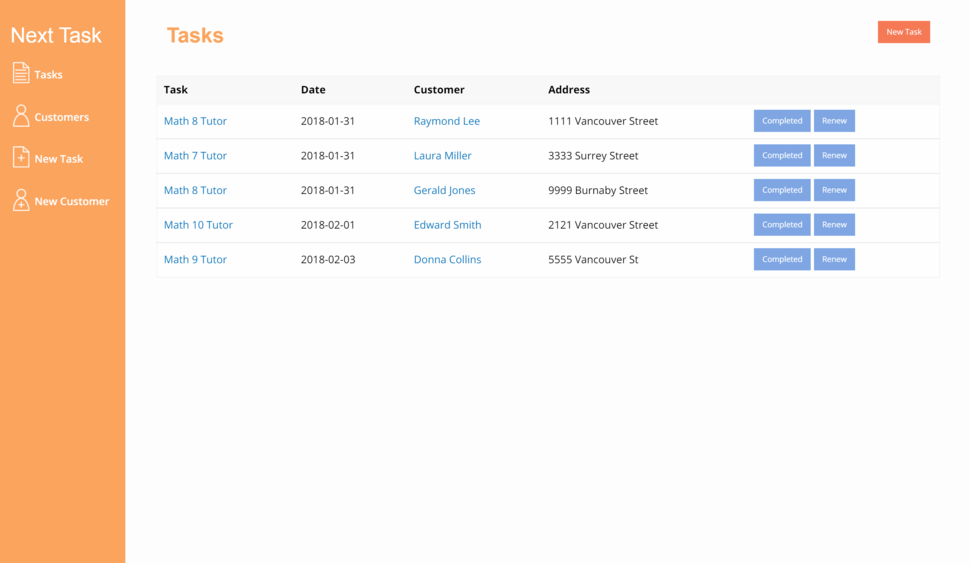 Next Task
Tasks
Customers
New Task
New Customer
Tasks
New Task
Task Date Customer Address
Math 8 Tutor 2018-01-31 Raymond Lee 1111 Vancouver Street Completed Renew
Math 7 Tutor 2018-01-31 Laura Miller 3333 Surrey Street Completed Renew
Math 8 Tutor 2018-01-31 Gerald Jones 9999 Burnaby Street Completed Renew
Math 10 Tutor 2018-02-01 Edward Smith 2121 Vancouver Street Completed Renew
Math 9 Tutor 2018-02-03 Donna Collins 5555 Vancouver St Completed Renew